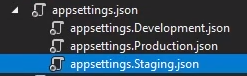 appsettings.json
appsettings.Development.json
appsettings.Production.json
appsettings.Staging.json